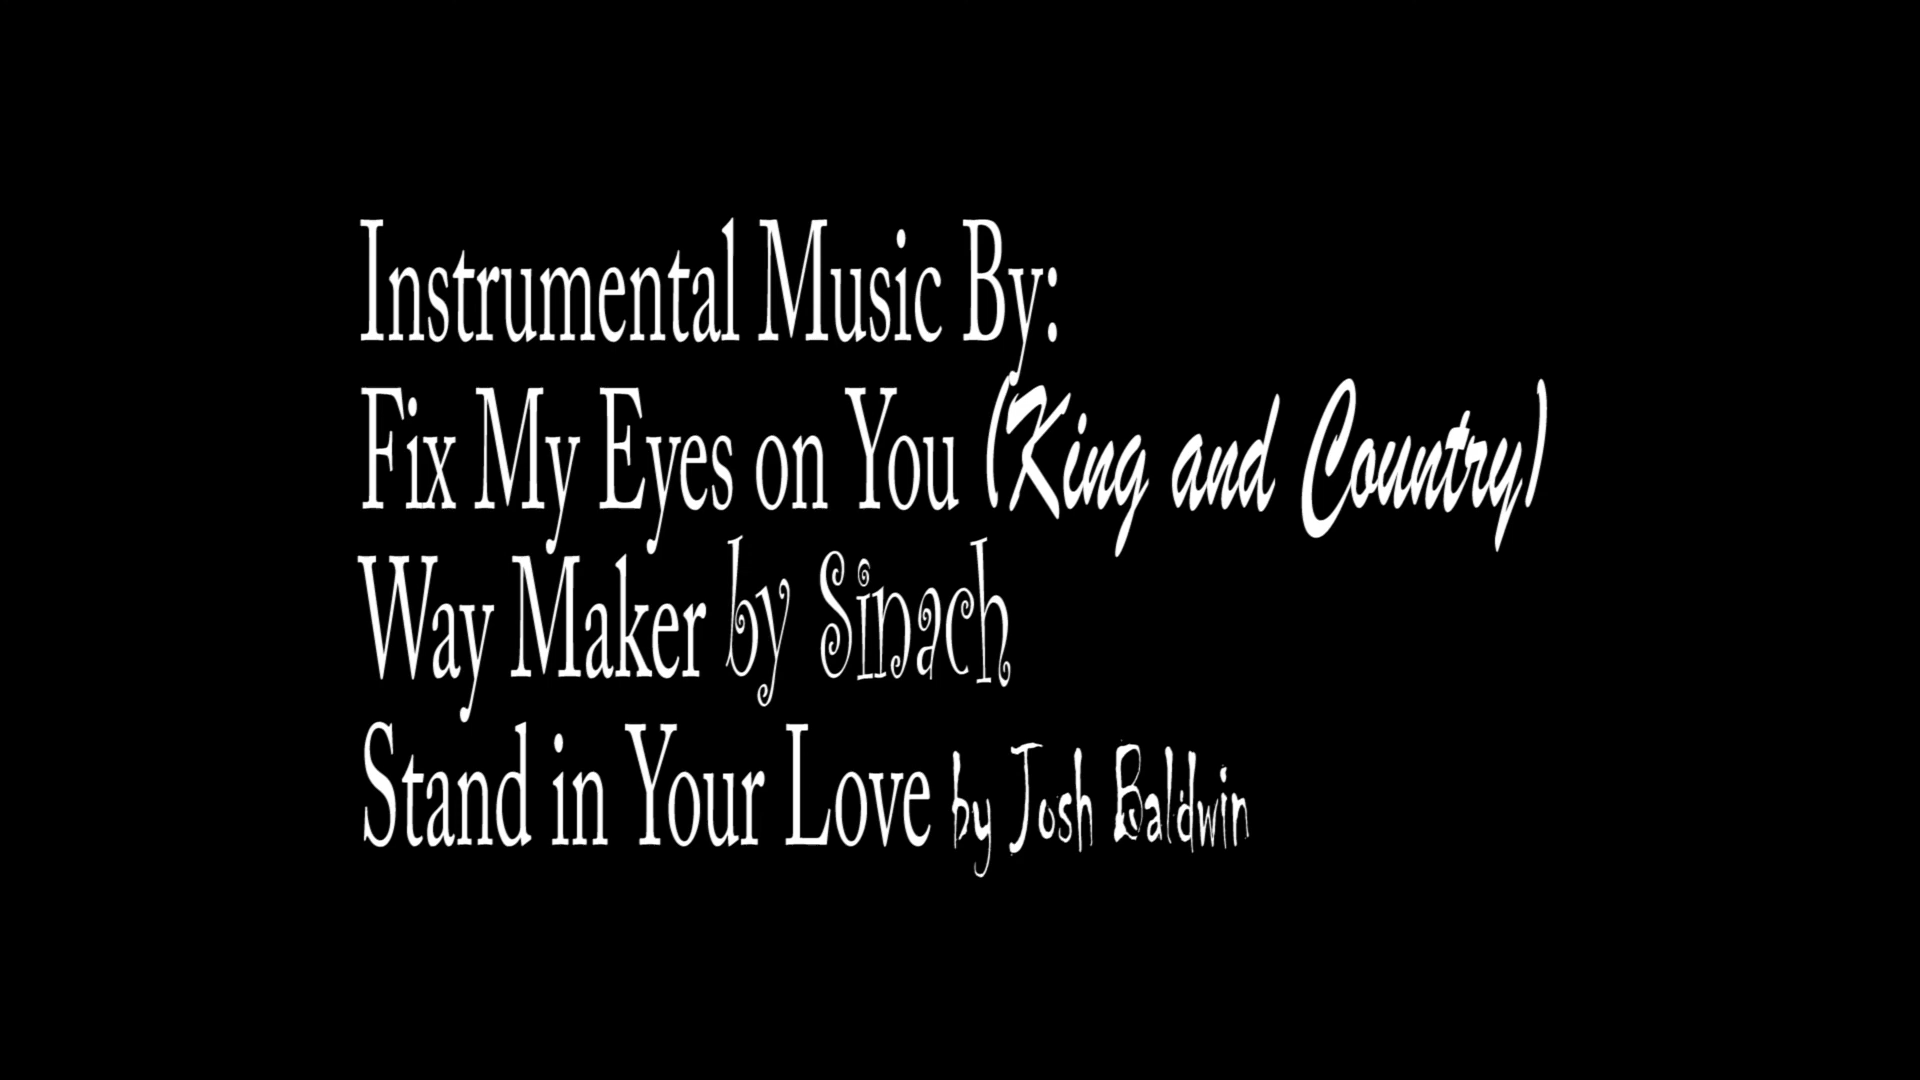 Instrumental Music By:
Fix My Eyes on You (King and Country)
Way Maker by Sinach
Stand in Your Love by Josh Baldwin